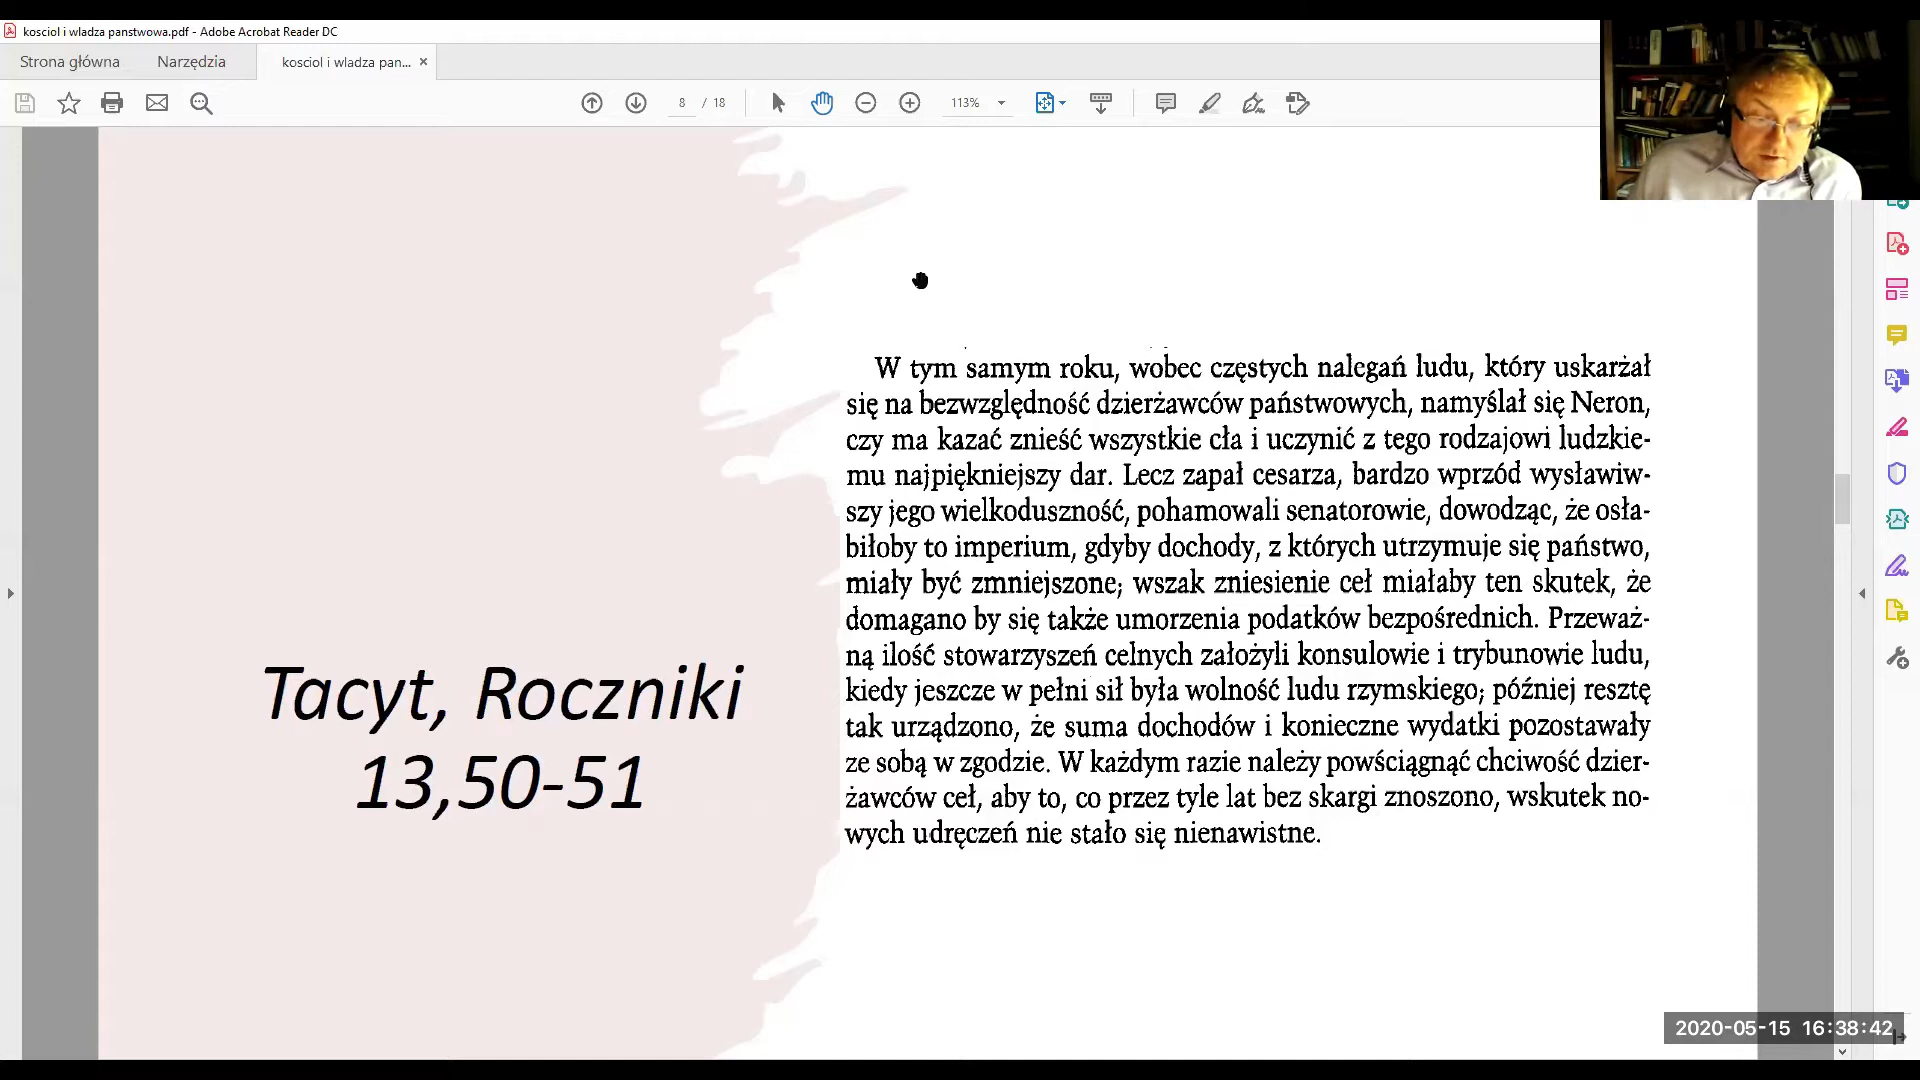 kosciol i wladza panstwowa.pdf - Adobe Acrobat Reader DC
Strona główna
Narzędzia
kosciol i wladza pan...
8 / 18
113%
W tym samym roku, wobec częstych nalegań ludu, który uskarżał
się na bezwzględność dzierżawców państwowych, namyślał się Neron,
czy ma kazać znieść wszystkie cła i uczynić z tego rodzajowi ludzkie-
mu najpiękniejszy dar. Lecz zapał cesarza, bardzo wprzód wysławiw-
szy jego wielkoduszność, pohamowali senatorowie, dowodząc, że osła-
biłoby to imperium, gdyby dochody, z których utrzymuje się państwo,
miały być zmniejszone; wszak zniesienie ceł miałaby ten skutek, że
domagano by się także umorzenia podatków bezpośrednich. Przeważ-
ną ilość stowarzyszeń celnych założyli konsulowie i trybunowie ludu,
kiedy jeszcze w pełni sił była wolność ludu rzymskiego; później resztę
tak urządzono, że suma dochodów i konieczne wydatki pozostawały
ze sobą w zgodzie. W każdym razie należy powściągnąć chciwość dzier-
żawców ceł, aby to, co przez tyle lat bez skargi znoszono, wskutek no-
wych udręczeń nie stało się nienawistne.
Tacyt, Roczniki
13,50-51
2020-05-15 16:38:42